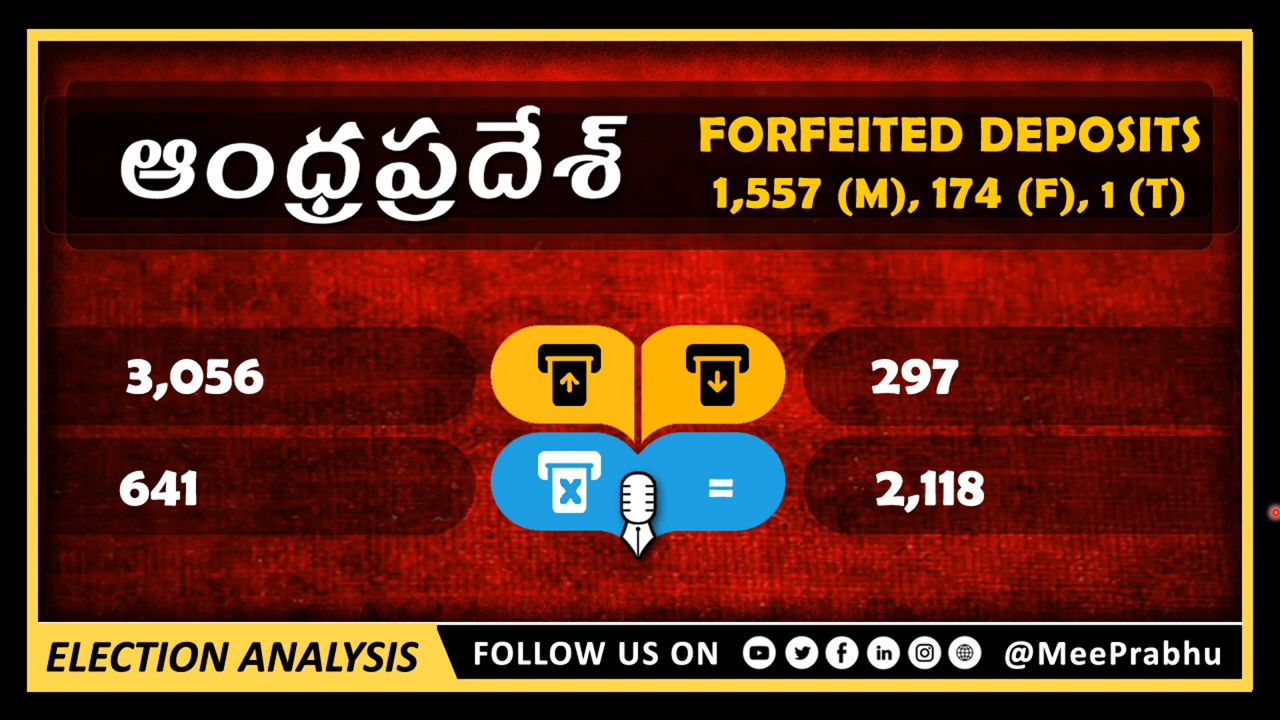 ఆంధ్రప్రదేశ్
FORFEITED DEPOSITS
1,557 (M), 174 (F), 1 (T)
3,056
297
641
x
=
2,118
ELECTION ANALYSIS
FOLLOW US ON
@MeePrabhu